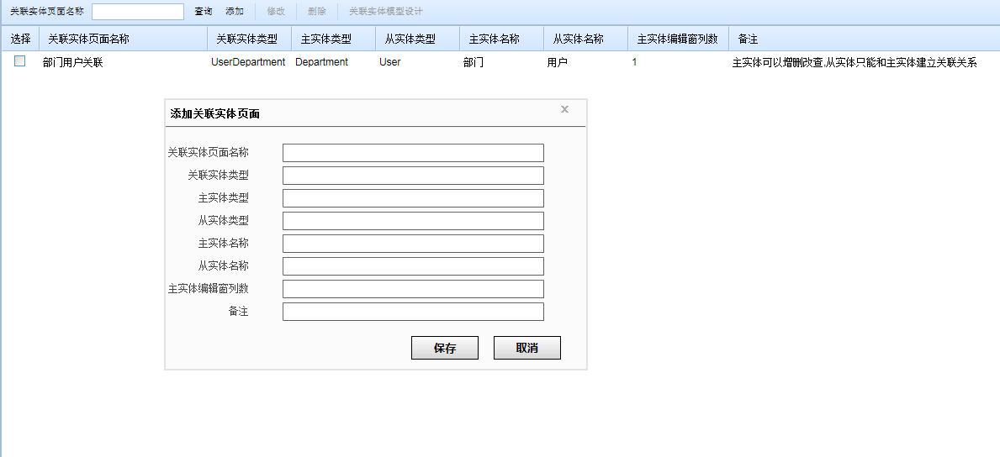 关联实体页面名称 查询 添加 修改 删除 关联实体模型设计
选择 关联实体页面名称 关联实体类型 主实体类型 从实体类型 主实体名称 从实体名称 主实体编辑窗列数 备注
部门用户关联 UserDepartment Department User 部门 用户 1 主实体可以增删改查,从实体只能和主实体建立关联关系
添加关联实体页面 x
关联实体页面名称
关联实体类型
主实体类型
从实体类型
主实体名称
从实体名称
主实体编辑窗列数
备注
保存 取消